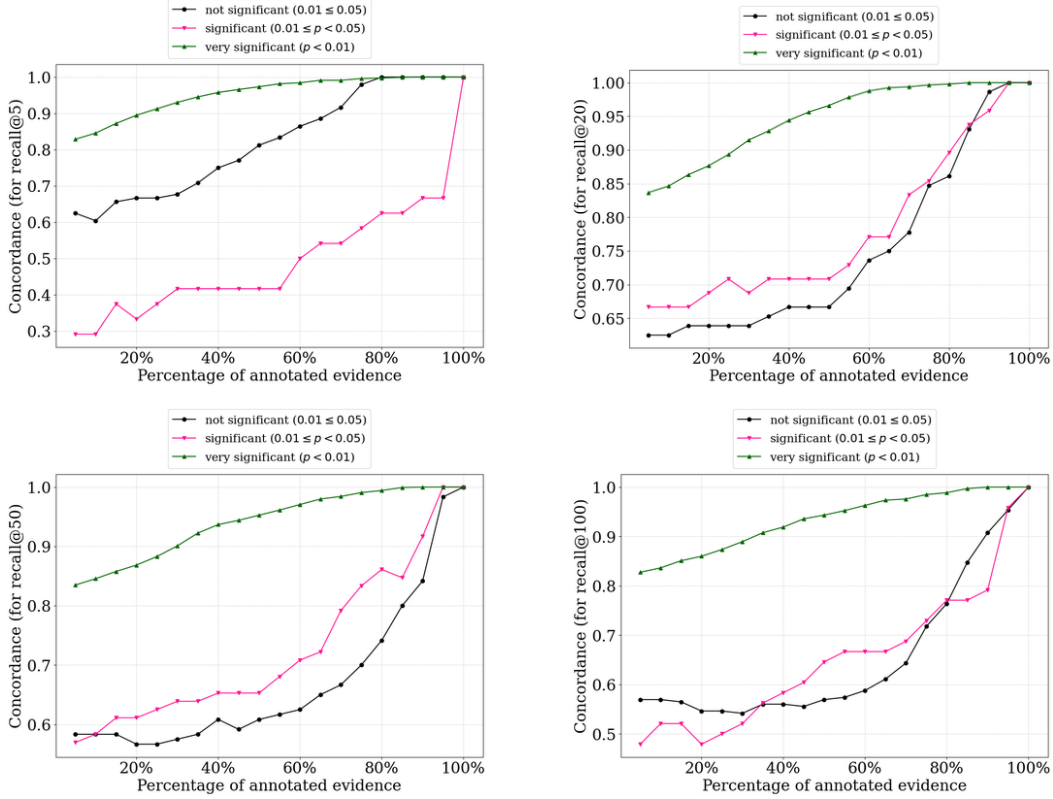 not significant (0.01 ≤ 0.05)
significant (0.01 ≤ p < 0.05)
very significant (p < 0.01)
1.0
0.9
0.8
0.7
0.6
0.5
0.4
0.3
Concordance (for recall@5)
20%
40%
60%
80%
100%
Percentage of annotated evidence
not significant (0.01 ≤ 0.05)
significant (0.01 ≤ p < 0.05)
very significant (p < 0.01)
1.00
0.95
0.90
0.85
0.80
0.75
0.70
0.65
Concordance (for recall@20)
20%
40%
60%
80%
100%
Percentage of annotated evidence
not significant (0.01 ≤ 0.05)
significant (0.01 ≤ p < 0.05)
very significant (p < 0.01)
1.0
0.9
0.8
0.7
0.6
Concordance (for recall@50)
20%
40%
60%
80%
100%
Percentage of annotated evidence
not significant (0.01 ≤ 0.05)
significant (0.01 ≤ p < 0.05)
very significant (p < 0.01)
1.0
0.9
0.8
0.7
0.6
0.5
Concordance (for recall@100)
20%
40%
60%
80%
100%
Percentage of annotated evidence